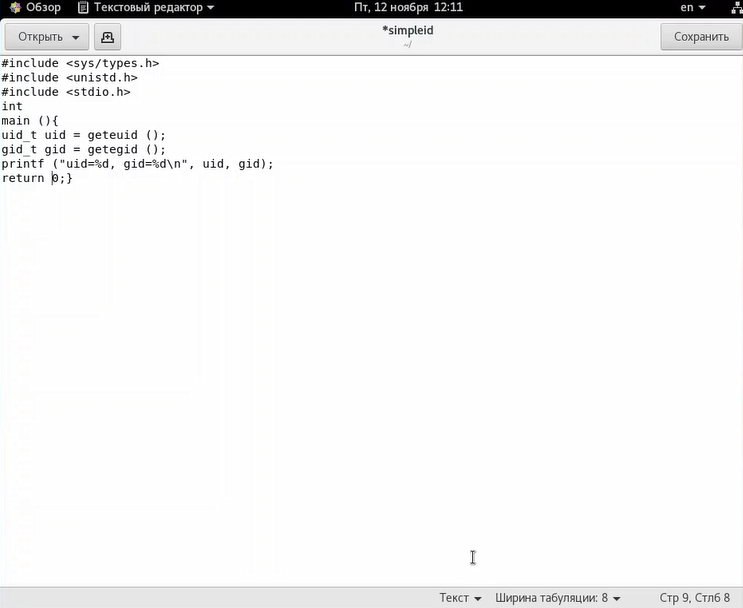 Обзор Текстовый редактор Пт, 12 ноября 12:11 en
Открыть *simpleid Сохранить
~/
#include <sys/types.h>
#include <unistd.h>
#include <stdio.h>
int
main (){
uid_t uid = geteuid ();
gid_t gid = getegid ();
printf ("uid=%d, gid=%d\n", uid, gid);
return 0;}
Текст Ширина табуляции: 8 Стр 9, Стлб 8